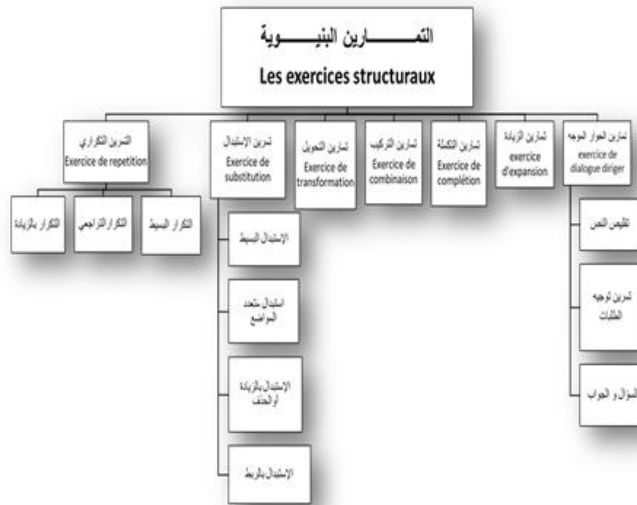 التمــارين البنيــوية
Les exercices structuraux
تمارين الحوار الموجه
exercice de
dialogue diriger
تمارين الزيادة
exercice
d'expansion
تمارين التكملة
Exercice de
complétion
تمارين التركيب
Exercice de
combinaison
تمارين التحويل
Exercice de
transformation
تمرين الإستبدال
Exercice de
substitution
التمرين التكراري
Exercice de repetition
تقليص النص
تمرين توجيه
الطلبات
السؤال و الجواب
الإستبدال البسيط
استبدال متعدد
المواضع
الإستبدال بالزيادة
أو الحذف
الإستبدال بالربط
التكرار البسيط
التكرار التراجعي
التكرار بالزيادة